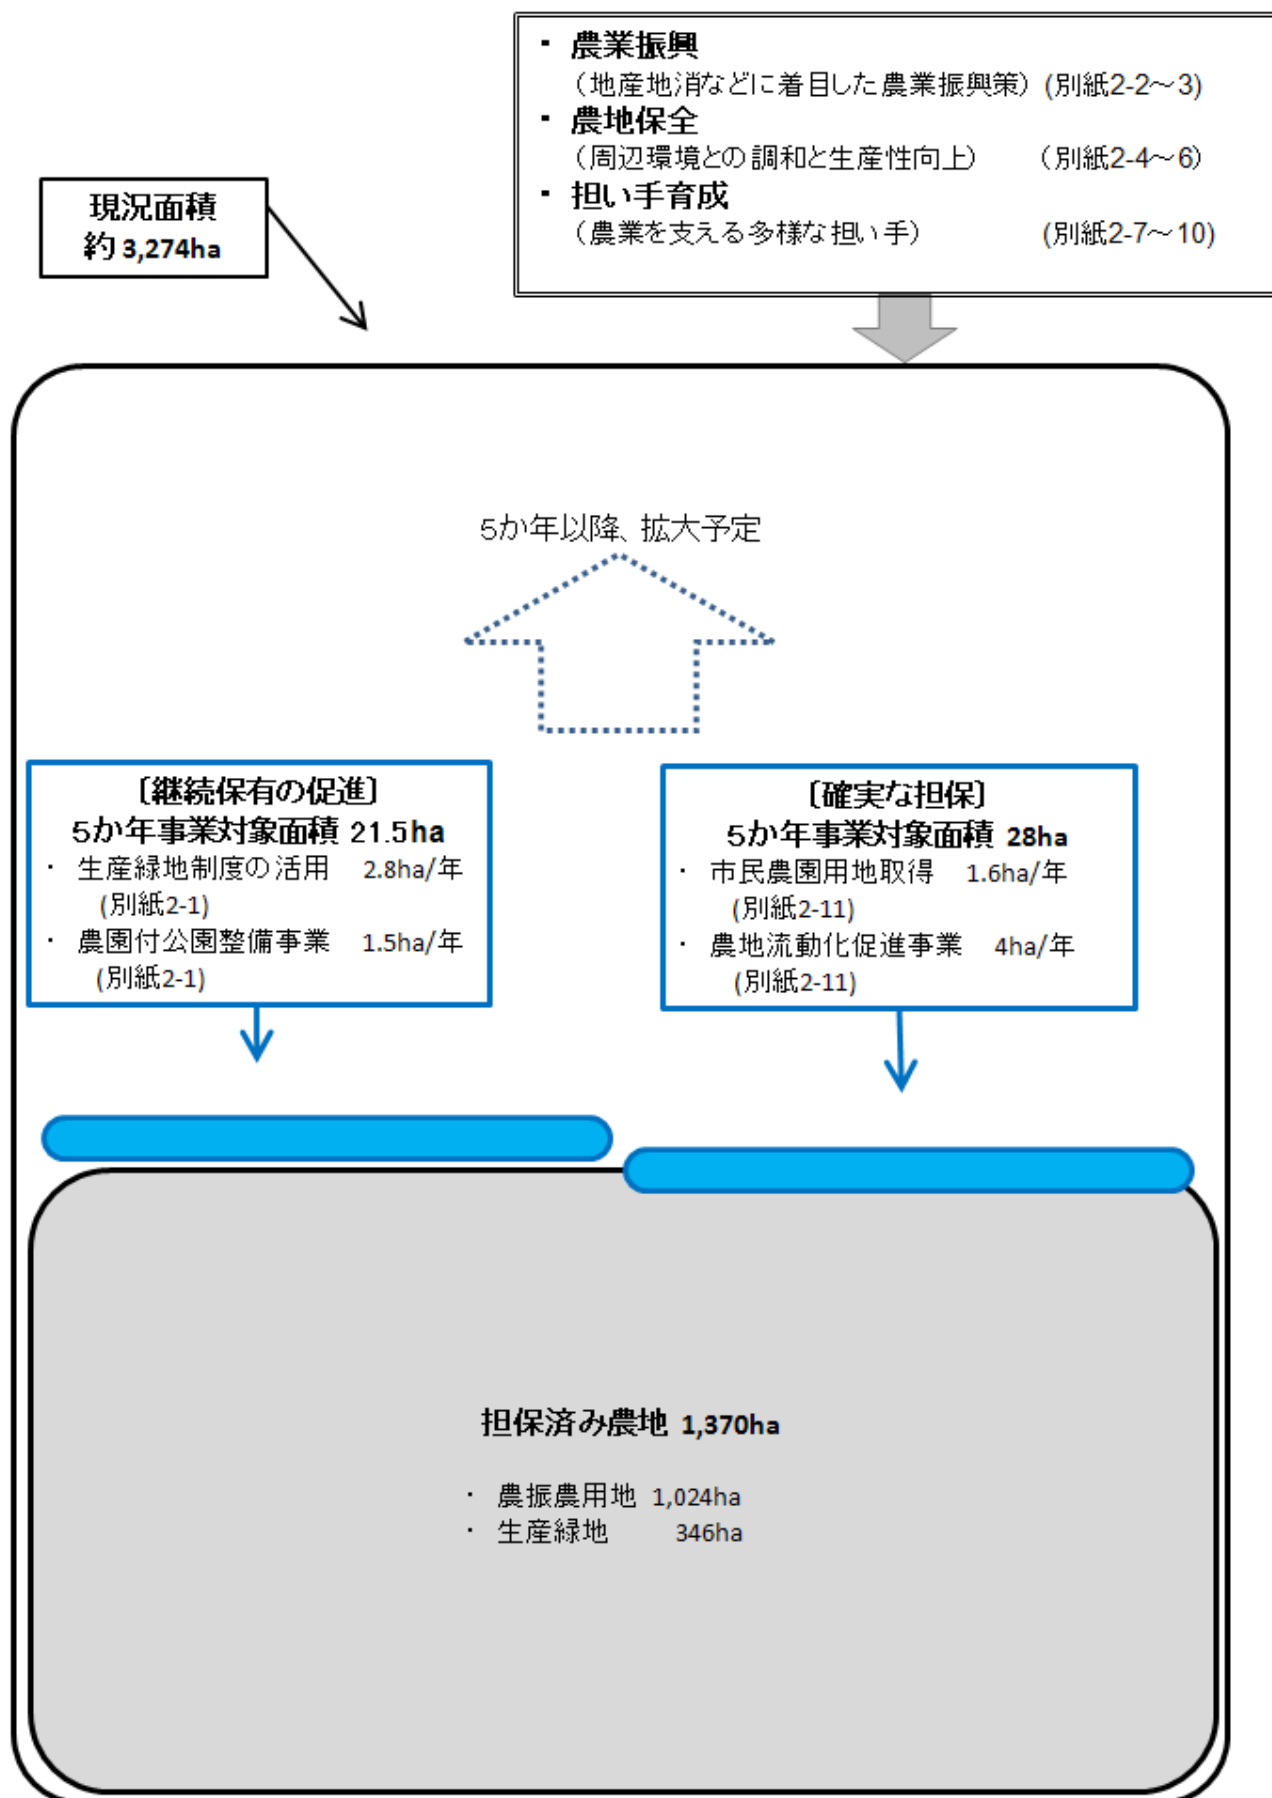 ・ 農業振興
（地産地消などに着目した農業振興策） (別紙2-2～3)
・ 農地保全
（周辺環境との調和と生産性向上） （別紙2-4～6)
・ 担い手育成
（農業を支える多様な担い手） (別紙2-7～10)
現況面積
約 3,274ha
5か年以降、拡大予定
〔継続保有の促進〕
5か年事業対象面積 21.5ha
・ 生産緑地制度の活用 2.8ha/年
(別紙2-1)
・ 農園付公園整備事業 1.5ha/年
(別紙2-1)
〔確実な担保〕
5か年事業対象面積 28ha
・ 市民農園用地取得 1.6ha/年
(別紙2-11)
・ 農地流動化促進事業 4ha/年
(別紙2-11)
担保済み農地 1,370ha
・ 農振農用地 1,024ha
・ 生産緑地 346ha